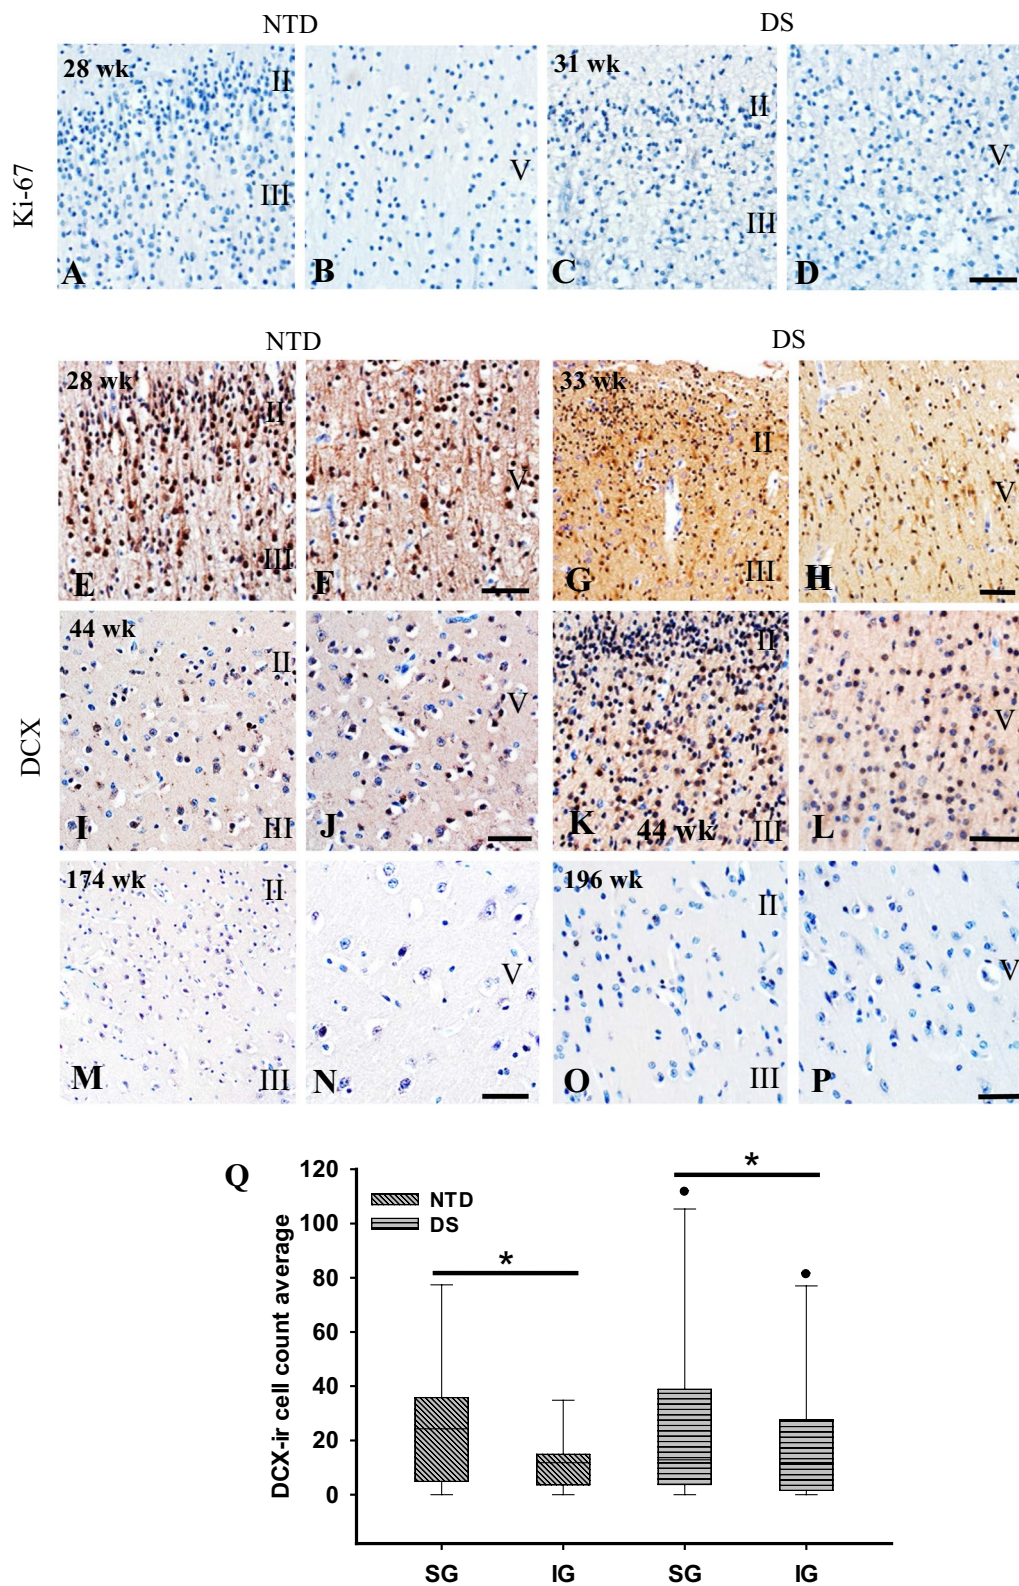 NTD DS
28 wk II 31 wk II
Ki-67
III V III V
A B C D
NTD DS
28 wk II 33 wk II
V V
III III
E F G H
44 wk II II
DCX
V V
III 44 wk III
I J K L
174 wk II 196 wk II
V V
III III
M N O P
Q
120
100
80
60
40
20
0
DCX-ir cell count average
NTD
DS
*
*
SG IG SG IG